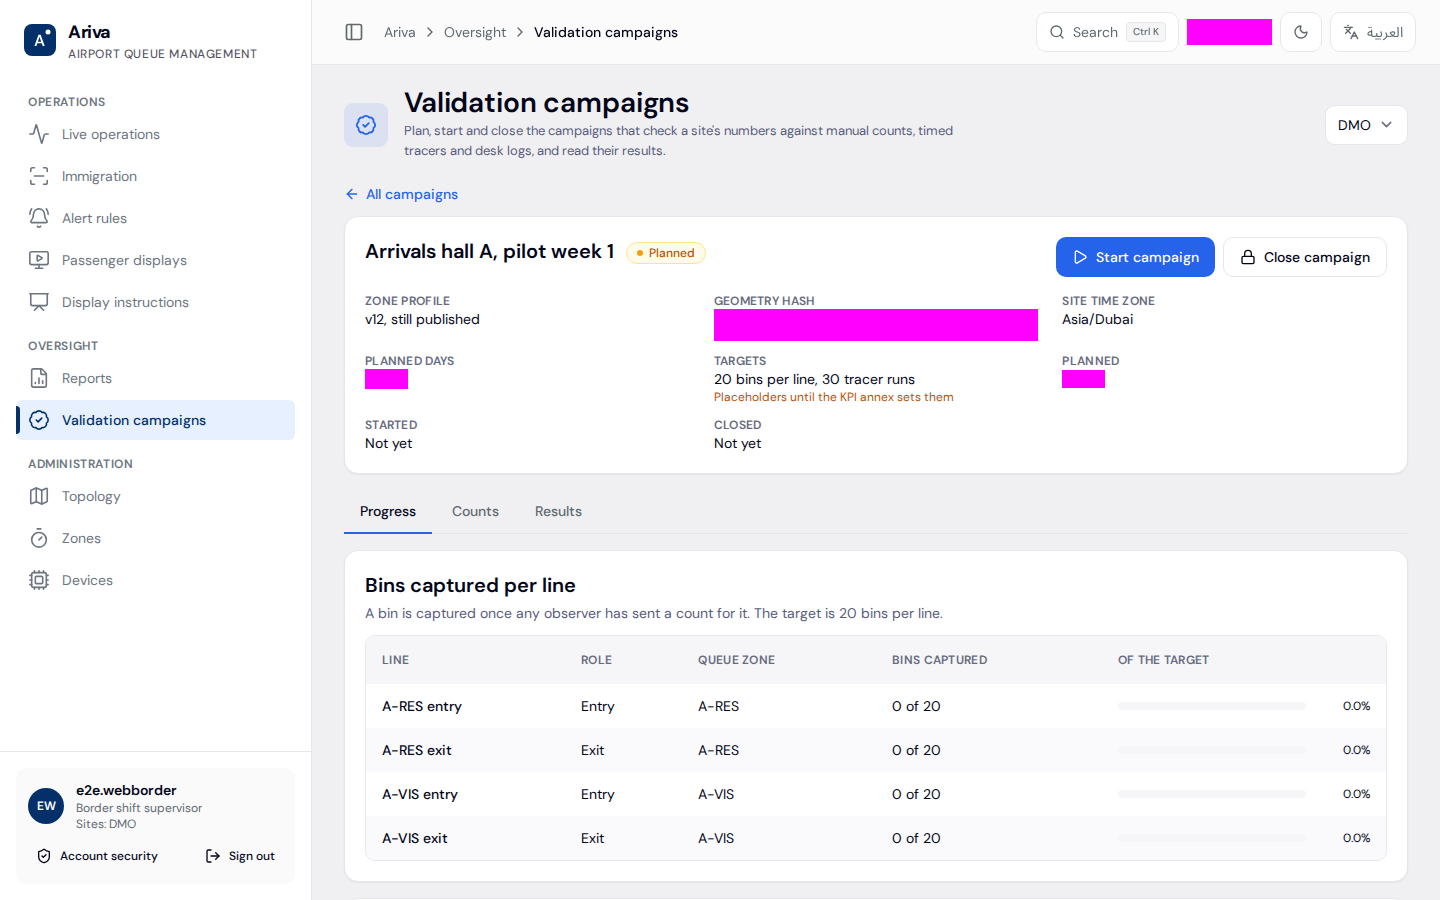 Ariva
AIRPORT QUEUE MANAGEMENT
OPERATIONS
Live operations
Immigration
Alert rules
Passenger displays
Display instructions
OVERSIGHT
Reports
Validation campaigns
ADMINISTRATION
Topology
Zones
Devices
EW
e2e.webborder
Border shift supervisor
Sites: DMO
Account security
Sign out
Ariva > Oversight > Validation campaigns
Search Ctrl K
العربية
Validation campaigns
Plan, start and close the campaigns that check a site's numbers against manual counts, timed
tracers and desk logs, and read their results.
DMO
All campaigns
Arrivals hall A, pilot week 1
Planned
Start campaign
Close campaign
ZONE PROFILE
v12, still published
GEOMETRY HASH
SITE TIME ZONE
Asia/Dubai
PLANNED DAYS
TARGETS
20 bins per line, 30 tracer runs
Placeholders until the KPI annex sets them
PLANNED
STARTED
Not yet
CLOSED
Not yet
Progress
Counts
Results
Bins captured per line
A bin is captured once any observer has sent a count for it. The target is 20 bins per line.
LINE ROLE QUEUE ZONE BINS CAPTURED OF THE TARGET
A-RES entry Entry A-RES 0 of 20 0.0%
A-RES exit Exit A-RES 0 of 20 0.0%
A-VIS entry Entry A-VIS 0 of 20 0.0%
A-VIS exit Exit A-VIS 0 of 20 0.0%